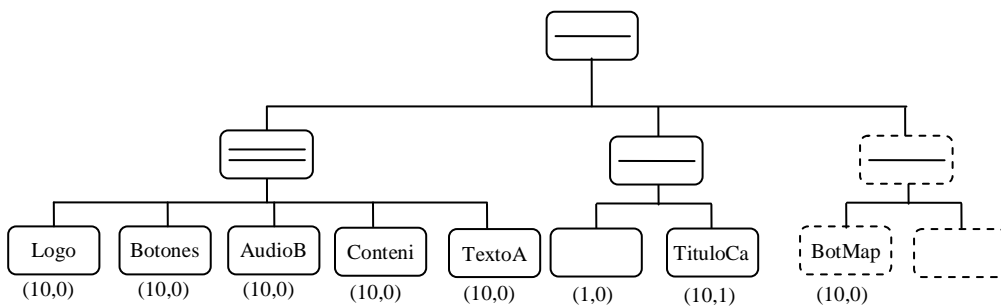 Logo
Botones
AudioB
Conteni
TextoA
TituloCa
BotMap
(10,0)
(10,0)
(10,0)
(10,0)
(10,0)
(1,0)
(10,1)
(10,0)